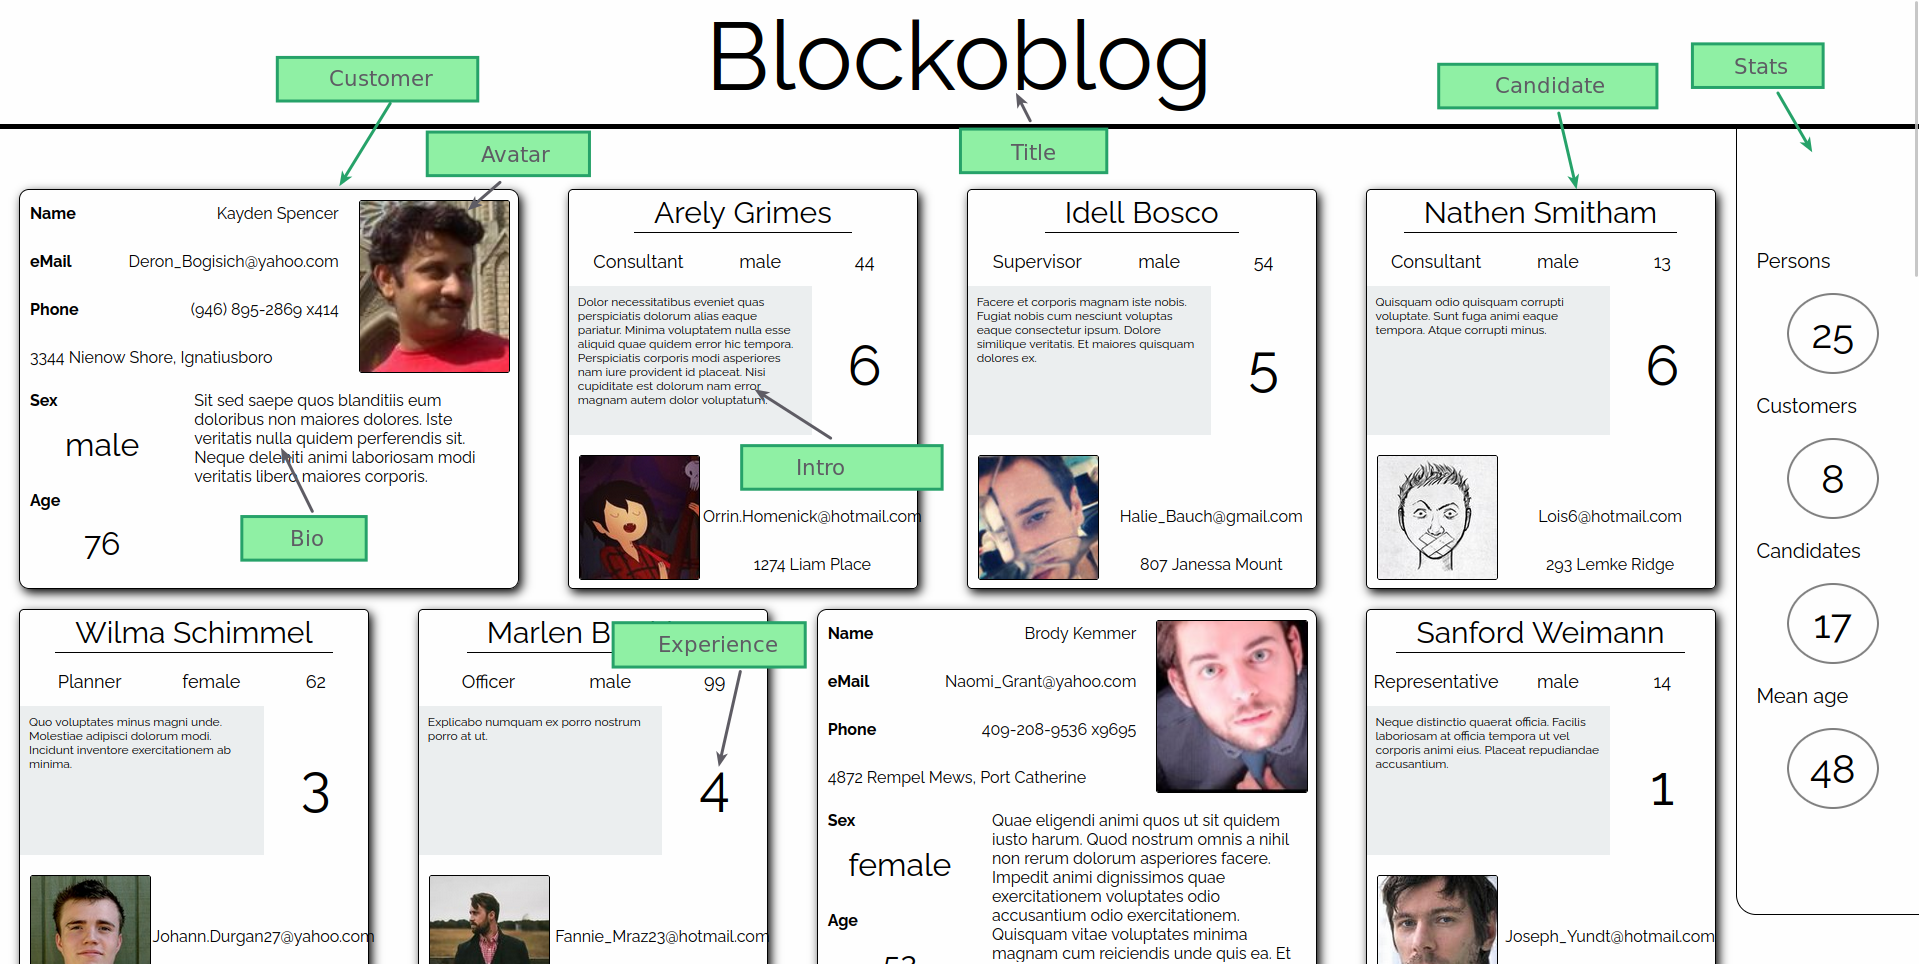 Blockoblog
Customer
Avatar
Title
Candidate
Stats
Name Kayden Spencer
eMail Deron_Bogisich@yahoo.com
Phone (946) 895-2869 x414
3344 Nienow Shore, Ignatiusboro
Sex
male
Age
76
Sit sed saepe quos blanditiis eum
doloribus non maiores dolores. Iste
veritatis nulla quidem perferendis sit.
Neque deleniti animi laboriosam modi
veritatis libero maiores corporis.
Bio
Arely Grimes
Consultant male 44
Dolor necessitatibus eveniet quas
perspiciatis dolorum alias eaque
pariatur. Minima voluptatem nulla esse
aliquid quae quidem error hic tempora.
Perspiciatis corporis modi asperiores
nam iure provident id placeat. Nisi
cupiditate est dolorum nam error
magnam autem dolor voluptatum.
6
Intro
Orrin.Homenick@hotmail.com
1274 Liam Place
Idell Bosco
Supervisor male 54
Facere et corporis magnam iste nobis.
Fugiat nobis cum nesciunt voluptas
eaque consectetur ipsum. Dolore
similique veritatis. Et maiores quisquam
dolores ex.
5
Halie_Bauch@gmail.com
807 Janessa Mount
Nathen Smitham
Consultant male 13
Quisquam odio quisquam corrupti
voluptate. Sunt fuga animi eaque
tempora. Atque corrupti minus.
6
Lois6@hotmail.com
293 Lemke Ridge
Persons
25
Customers
8
Candidates
17
Mean age
48
Wilma Schimmel
Planner female 62
Quo voluptates minus magni unde.
Molestiae adipisci dolorum modi.
Incidunt inventore exercitationem ab
minima.
3
Johann.Durgan27@yahoo.com
Marlen
Experience
Officer male 99
Explicabo numquam ex porro nostrum
porro at ut.
4
Fannie_Mraz23@hotmail.com
Name Brody Kemmer
eMail Naomi_Grant@yahoo.com
Phone 409-208-9536 x9695
4872 Rempel Mews, Port Catherine
Sex
female
Age
Quae eligendi animi quos ut sit quidem
iusto harum. Quod nostrum omnis a nihil
non rerum dolorum asperiores facere.
Impedit animi dignissimos quae
exercitationem voluptates odio
accusantium odio exercitationem.
Quisquam vitae voluptates minima
magnam cum reiciendis unde quis ea. Et
Sanford Weimann
Representative male 14
Neque distinctio quaerat officia. Facilis
laboriosam at officia tempora ut vel
corporis animi eius. Placeat repudiandae
accusantium.
1
Joseph_Yundt@hotmail.com